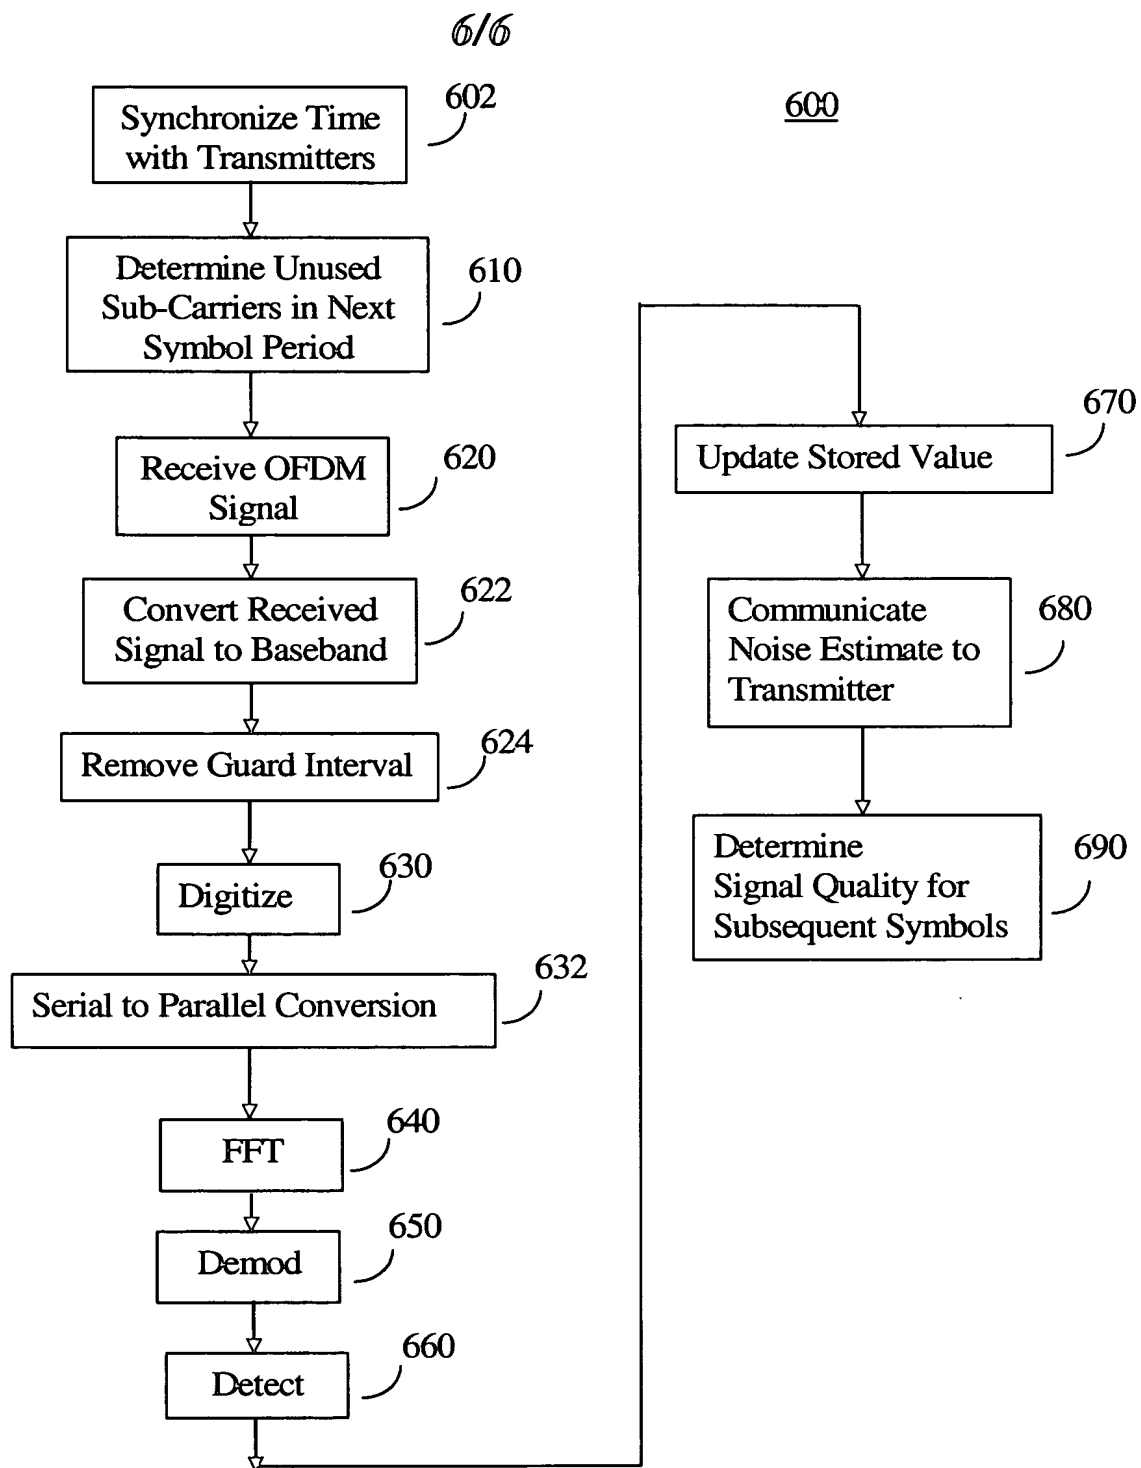 6/6
600
Synchronize Time
with Transmitters
602
Determine Unused
Sub-Carriers in Next
Symbol Period
610
Receive OFDM
Signal
620
Convert Received
Signal to Baseband
622
Remove Guard Interval
624
Digitize
630
Serial to Parallel Conversion
632
FFT
640
Demod
650
Detect
660
Update Stored Value
670
Communicate
Noise Estimate to
Transmitter
680
Determine
Signal Quality for
Subsequent Symbols
690